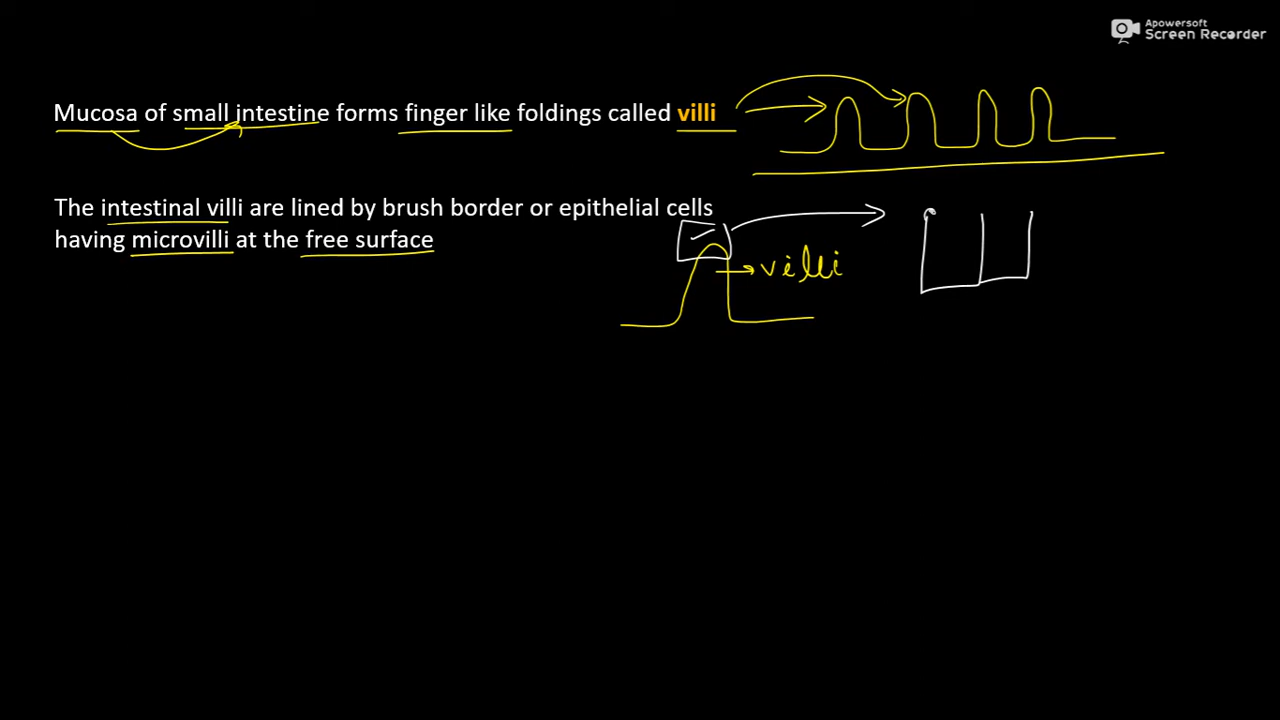 Apowersoft
Screen Recorder
Mucosa of small intestine forms finger like foldings called villi
The intestinal villi are lined by brush border or epithelial cells
having microvilli at the free surface
villi